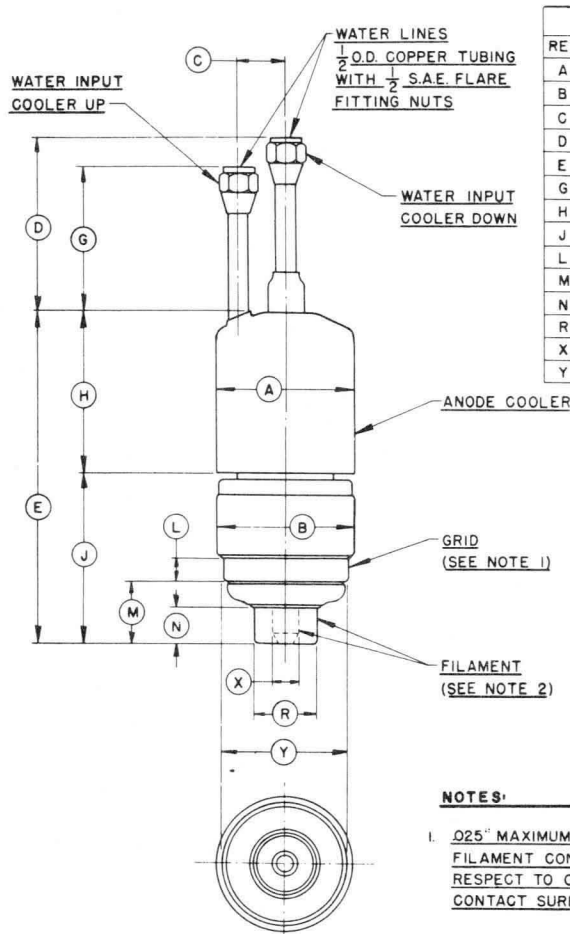 WATER LINES
1/2 O.D. COPPER TUBING
WITH 1/2 S.A.E. FLARE
FITTING NUTS
WATER INPUT
COOLER UP
WATER INPUT
COOLER DOWN
C
D
G
A
H
E
ANODE COOLER
B
L
J
GRID
(SEE NOTE 1)
M
N
FILAMENT
(SEE NOTE 2)
X
R
Y
RE
A
B
C
D
E
G
H
J
L
M
N
R
X
Y
NOTES:
1. .025" MAXIMUM
FILAMENT CON
RESPECT TO
CONTACT SUR